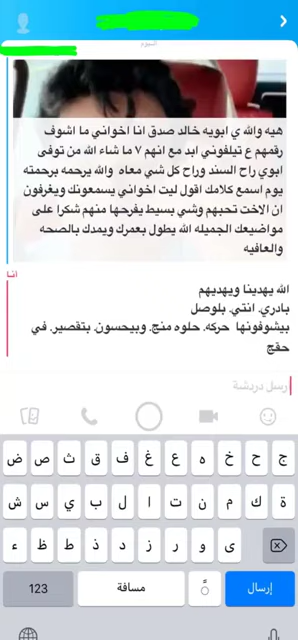 اليوم
هيه والله ي ابويه خالد صدق انا اخواني ما اشوف
رقمهم ع تيلفوني ابد مع انهم ٧ ما شاء الله من توفى
ابوي راح السند وراح كل شي معاه والله يرحمه برحمته
يوم اسمع كلامك اقول ليت اخواني يسمعونك ويغرفون
ان الاخت تحبهم وشي بسيط يفرحها منهم شكرا على
مواضيعك الجميله الله يطول بعمرك ويمدك بالصحه
والعافيه
انا
الله يهدينا ويهديهم
بادري. انتي. بلوصل
بيشوفونها حركه. حلوه منج. وبيحسون. بتقصير. في
حقج
إرسل دردشة
ض ص ث ق ف غ ع ه خ ح ج
ش س ي ب ل ا ت ن م ك ة
ء ظ ط ذ د ز ر و ى
123
مسافة
إرسال